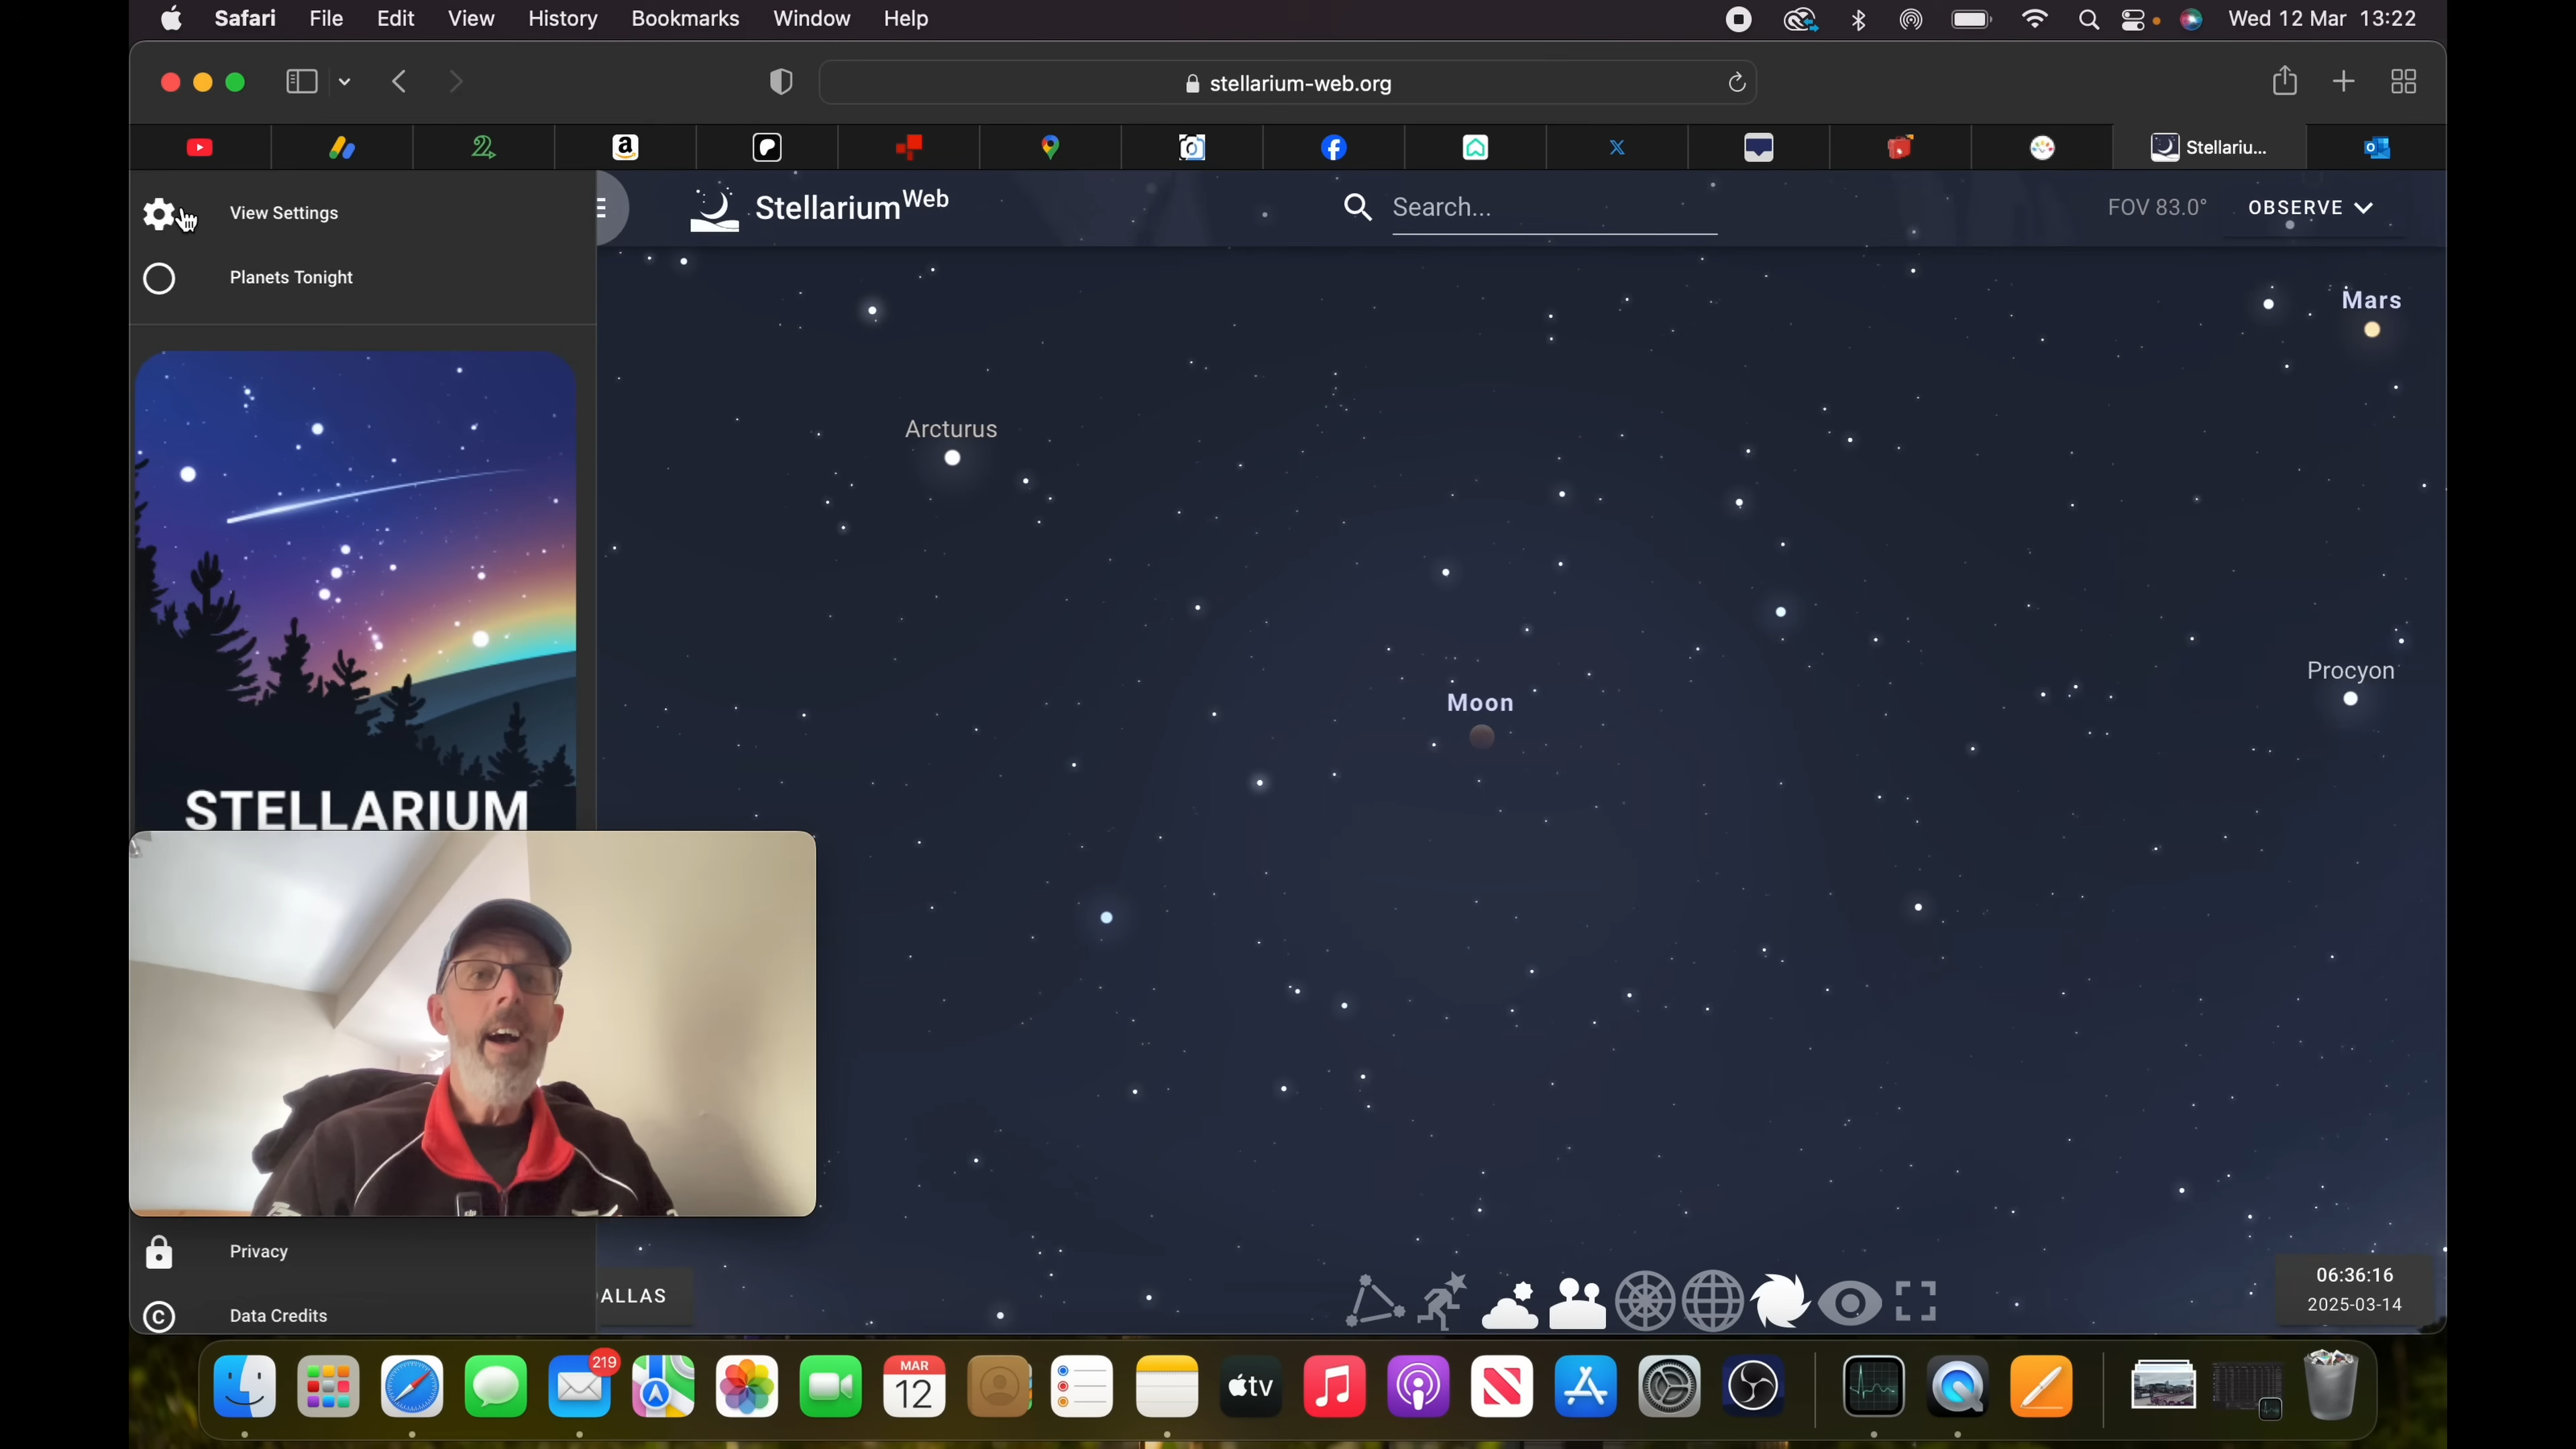 Safari File Edit View History Bookmarks Window Help Wed 12 Mar 13:22
stellarium-web.org
Stellariu...
View Settings
Stellarium Web
Search...
FOV 83.0°
OBSERVE
Planets Tonight
Mars
Arcturus
Procyon
Moon
STELLARIUM
Privacy
Data Credits
ALLAS
06:36:16
2025-03-14
219
MAR
12
tv